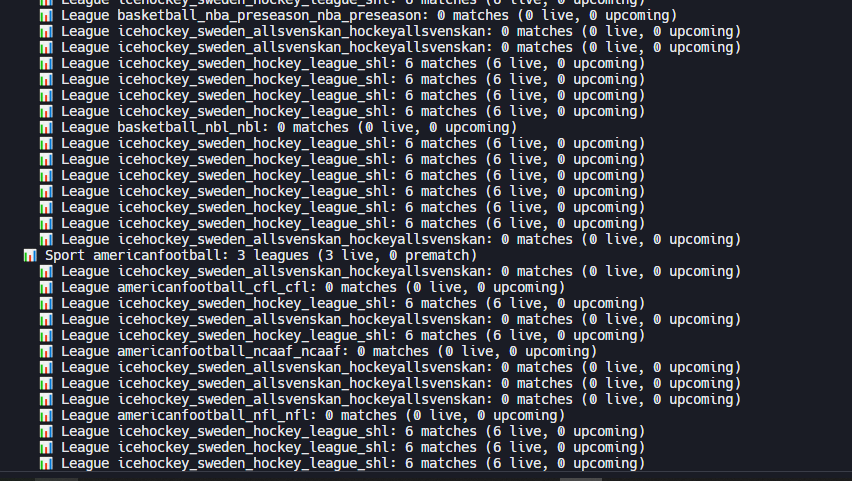 League icehockey_sweden_hockey_league_shl: 6 matches (6 live, 0 upcoming)
📊 League basketball_nba_preseason_nba_preseason: 0 matches (0 live, 0 upcoming)
📊 League icehockey_sweden_allsvenskan_hockeyallsvenskan: 0 matches (0 live, 0 upcoming)
📊 League icehockey_sweden_allsvenskan_hockeyallsvenskan: 0 matches (0 live, 0 upcoming)
📊 League icehockey_sweden_hockey_league_shl: 6 matches (6 live, 0 upcoming)
📊 League icehockey_sweden_hockey_league_shl: 6 matches (6 live, 0 upcoming)
📊 League icehockey_sweden_hockey_league_shl: 6 matches (6 live, 0 upcoming)
📊 League icehockey_sweden_hockey_league_shl: 6 matches (6 live, 0 upcoming)
📊 League basketball_nbl_nbl: 0 matches (0 live, 0 upcoming)
📊 League icehockey_sweden_hockey_league_shl: 6 matches (6 live, 0 upcoming)
📊 League icehockey_sweden_hockey_league_shl: 6 matches (6 live, 0 upcoming)
📊 League icehockey_sweden_hockey_league_shl: 6 matches (6 live, 0 upcoming)
📊 League icehockey_sweden_hockey_league_shl: 6 matches (6 live, 0 upcoming)
📊 League icehockey_sweden_hockey_league_shl: 6 matches (6 live, 0 upcoming)
📊 League icehockey_sweden_hockey_league_shl: 6 matches (6 live, 0 upcoming)
📊 League icehockey_sweden_allsvenskan_hockeyallsvenskan: 0 matches (0 live, 0 upcoming)
📊 Sport americanfootball: 3 leagues (3 live, 0 prematch)
📊 League icehockey_sweden_allsvenskan_hockeyallsvenskan: 0 matches (0 live, 0 upcoming)
📊 League americanfootball_cfl_cfl: 0 matches (0 live, 0 upcoming)
📊 League icehockey_sweden_hockey_league_shl: 6 matches (6 live, 0 upcoming)
📊 League icehockey_sweden_allsvenskan_hockeyallsvenskan: 0 matches (0 live, 0 upcoming)
📊 League icehockey_sweden_hockey_league_shl: 6 matches (6 live, 0 upcoming)
📊 League americanfootball_ncaaf_ncaaf: 0 matches (0 live, 0 upcoming)
📊 League icehockey_sweden_allsvenskan_hockeyallsvenskan: 0 matches (0 live, 0 upcoming)
📊 League icehockey_sweden_allsvenskan_hockeyallsvenskan: 0 matches (0 live, 0 upcoming)
📊 League icehockey_sweden_allsvenskan_hockeyallsvenskan: 0 matches (0 live, 0 upcoming)
📊 League americanfootball_nfl_nfl: 0 matches (0 live, 0 upcoming)
📊 League icehockey_sweden_hockey_league_shl: 6 matches (6 live, 0 upcoming)
📊 League icehockey_sweden_hockey_league_shl: 6 matches (6 live, 0 upcoming)
📊 League icehockey_sweden_hockey_league_shl: 6 matches (6 live, 0 upcoming)